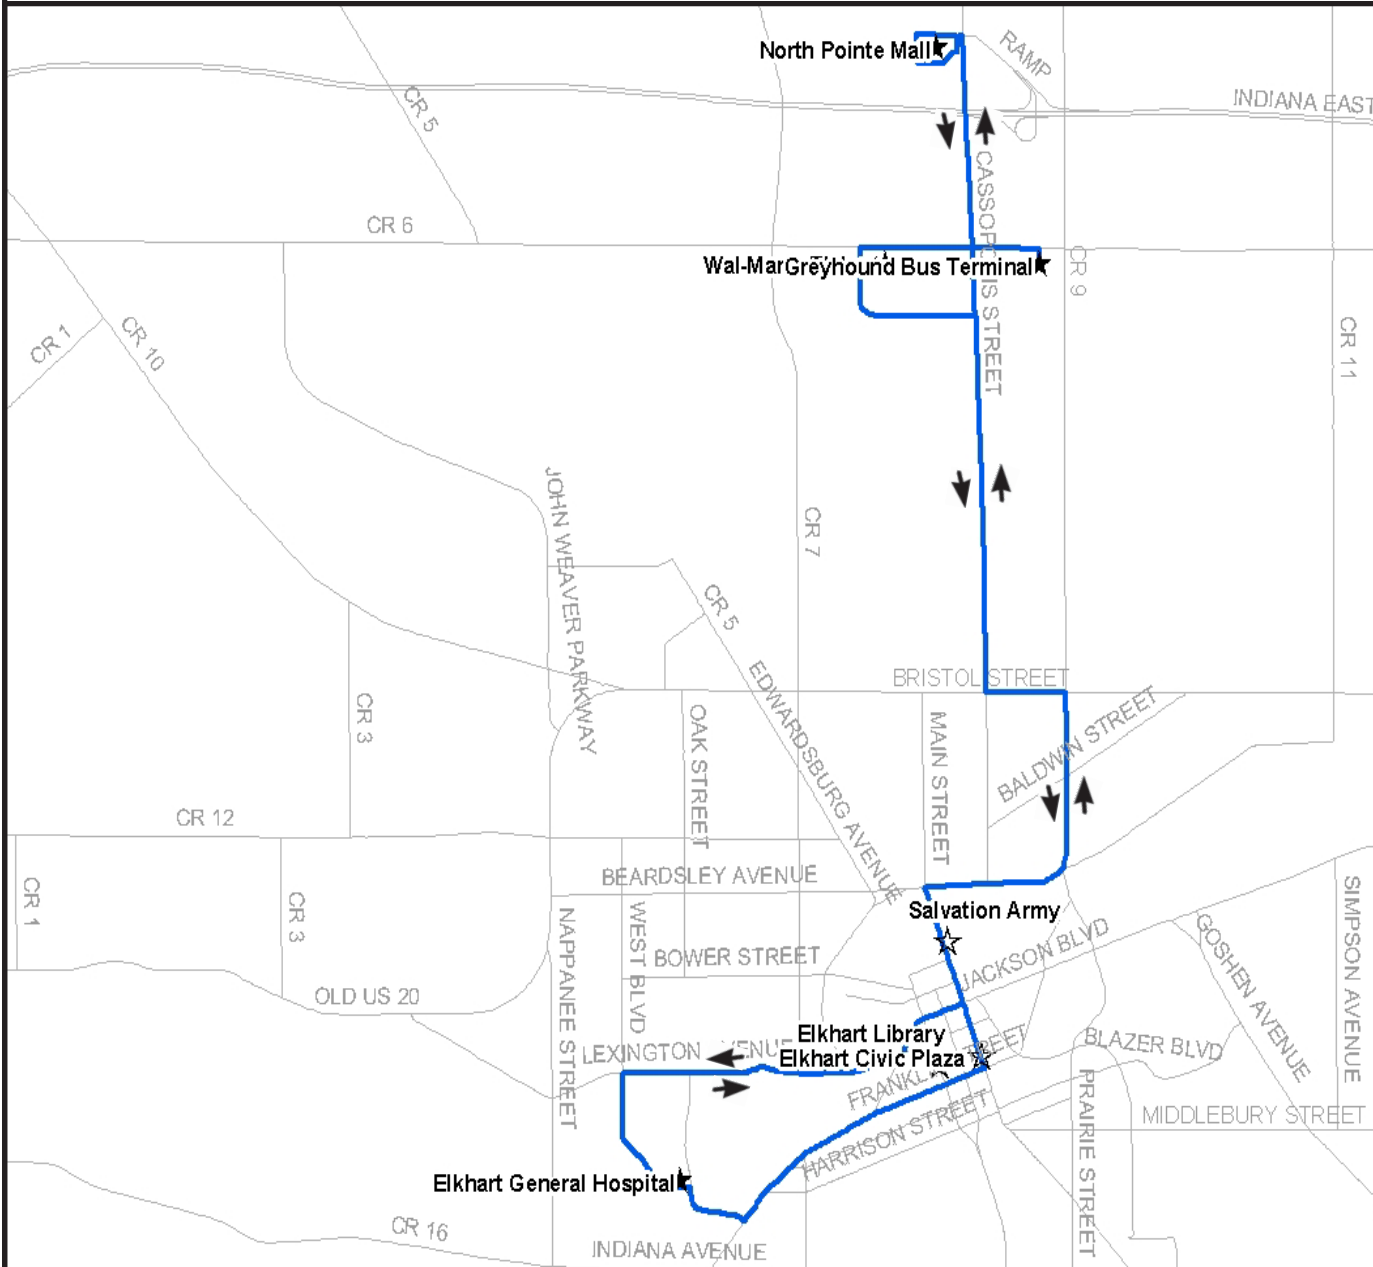 North Pointe Mall
RAMP
INDIANA EAST
CR 5
CASSOPOLIS STREET
CR 6
Greyhound Bus Terminal
CR 9
CR 1
CR 10
CR 11
JOHN WEAVER PARKWAY
CR 7
CR 5
BRISTOL STREET
EDWARDSBURG AVENUE
CR 3
OAK STREET
MAIN STREET
BALDWIN STREET
CR 12
BEARDSLEY AVENUE
CR 1
CR 3
Salvation Army
SIMPSON AVENUE
NAPPANEE STREET
WEST BLVD
BOWER STREET
JACKSON BLVD
GOSHEN AVENUE
OLD US 20
Elkhart Library
LEXINGTON AVENUE
Elkhart Civic Plaza
STREET
BLAZER BLVD
FRANKL
HARRISON STREET
PRAIRIE STREET
MIDDLEBURY STREET
Elkhart General Hospital
CR 16
INDIANA AVENUE